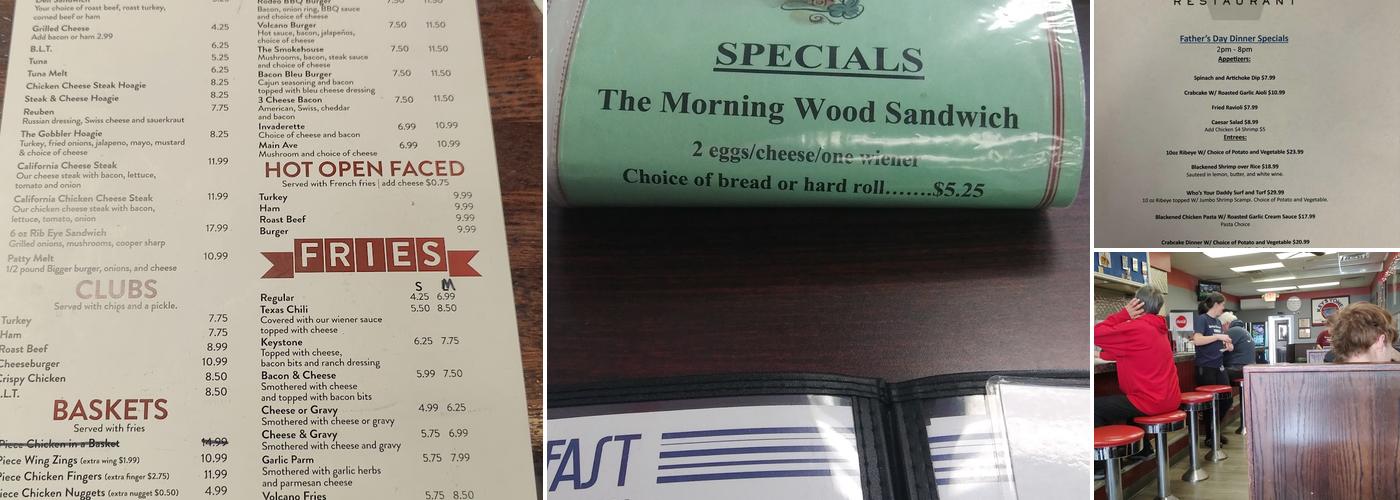 Deli Sandwich
Your choice of roast beef, roast turkey,
corned beef or ham
Grilled Cheese 4.25
Add bacon or ham 2.99
B.L.T. 6.25
Tuna 5.25
Tuna Melt 6.25
Chicken Cheese Steak Hoagie 8.25
Steak & Cheese Hoagie 8.25
Reuben 7.75
Russian dressing, Swiss cheese and sauerkraut
The Gobbler Hoagie 8.25
Turkey, fried onions, jalapeno, mayo, mustard
& choice of cheese
California Cheese Steak 11.99
Our cheese steak with bacon, lettuce,
tomato and onion
California Chicken Cheese Steak 11.99
Our chicken cheese steak with bacon,
lettuce, tomato, onion
6 oz Rib Eye Sandwich 17.99
Grilled onions, mushrooms, cooper sharp
Patty Melt 10.99
1/2 pound Bigger burger, onions, and cheese
CLUBS
Served with chips and a pickle.
Turkey 7.75
Ham 7.75
Roast Beef 8.99
Cheeseburger 10.99
Crispy Chicken 8.50
.L.T. 8.50
BASKETS
Served with fries
Piece Chicken in a Basket 14.99
Piece Wing Zings (extra wing $1.99) 10.99
Piece Chicken Fingers (extra finger $2.75) 11.99
iece Chicken Nuggets (extra nugget $0.50) 4.99
Rodeo BBQ Burger 7.50 11.50
Bacon, onion ring, BBQ sauce
and choice of cheese
Volcano Burger 7.50 11.50
Hot sauce, bacon, jalapeños,
choice of cheese
The Smokehouse 7.50 11.50
Mushrooms, bacon, steak sauce
and choice of cheese
Bacon Bleu Burger 7.50 11.50
Cajun seasoning and bacon
topped with bleu cheese dressing
3 Cheese Bacon 7.50 11.50
American, Swiss, cheddar
and bacon
Invaderette 6.99 10.99
Choice of cheese and bacon
Main Ave 6.99 10.99
Mushroom and choice of cheese
HOT OPEN FACED
Served with French fries | add cheese $0.75
Turkey 9.99
Ham 9.99
Roast Beef 9.99
Burger 9.99
FRIES
S M
Regular 4.25 6.99
Texas Chili 5.50 8.50
Covered with our wiener sauce
topped with cheese
Keystone 6.25 7.75
Topped with cheese,
bacon bits and ranch dressing
Bacon & Cheese 5.99 7.50
Smothered with cheese
and topped with bacon bits
Cheese or Gravy 4.99 6.25
Smothered with cheese or gravy
Cheese & Gravy 5.75 6.99
Smothered with cheese and gravy
Garlic Parm 5.75 7.99
Smothered with garlic herbs
and parmesan cheese
Volcano Fries 5.75 8.50
SPECIALS
The Morning Wood Sandwich
2 eggs/cheese/one wiener
Choice of bread or hard roll.......$5.25
FAST
RESTAURANT
Father's Day Dinner Specials
2pm - 8pm
Appetizers:
Spinach and Artichoke Dip $7.99
Crabcake W/ Roasted Garlic Aioli $10.99
Fried Ravioli $7.99
Caesar Salad $8.99
Add Chicken $4 Shrimp $5
Entrees:
10oz Ribeye W/ Choice of Potato and Vegetable $23.99
Blackened Shrimp over Rice $18.99
Sauteed in lemon, butter, and white wine.
Who's Your Daddy Surf and Turf $29.99
10 oz Ribeye topped W/ Jumbo Shrimp Scampi. Choice of Potato and Vegetable.
Blackened Chicken Pasta W/ Roasted Garlic Cream Sauce $17.99
Pasta Choice
Crabcake Dinner W/ Choice of Potato and Vegetable $20.99